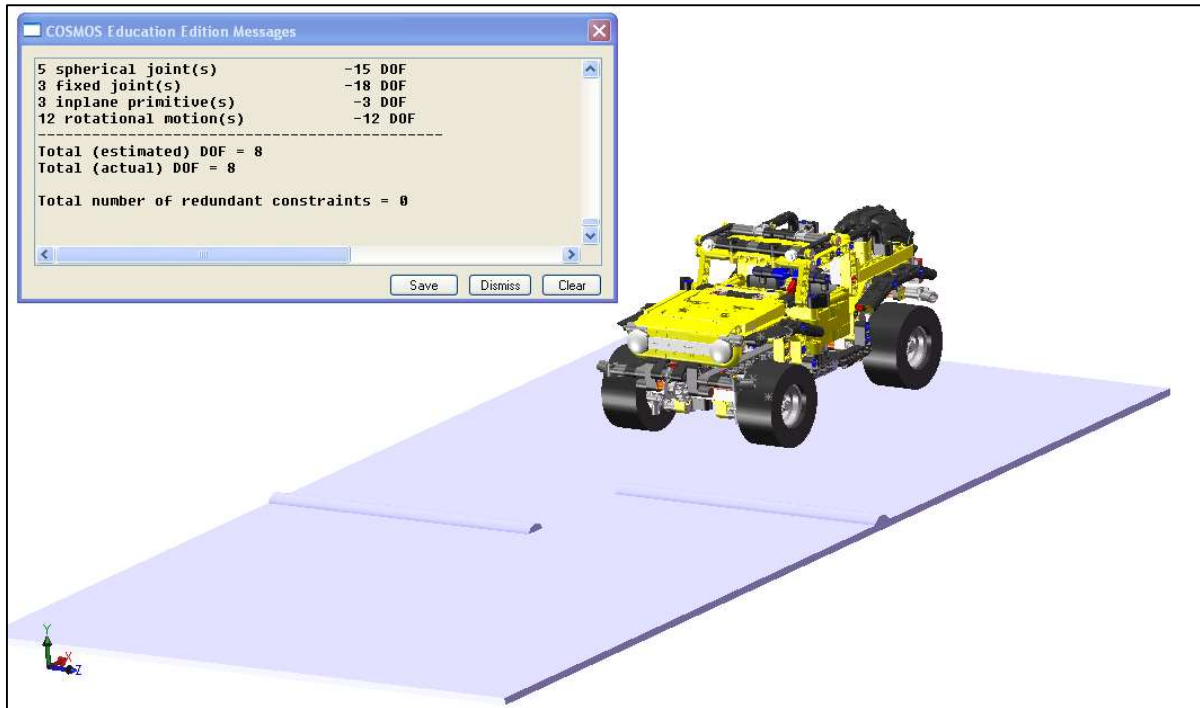 COSMOS Education Edition Messages
5 spherical joint(s) -15 DOF
3 fixed joint(s) -18 DOF
3 inplane primitive(s) -3 DOF
12 rotational motion(s) -12 DOF
---------------------------------------------
Total (estimated) DOF = 8
Total (actual) DOF = 8
Total number of redundant constraints = 0
Save Dismiss Clear
Y
X
Z